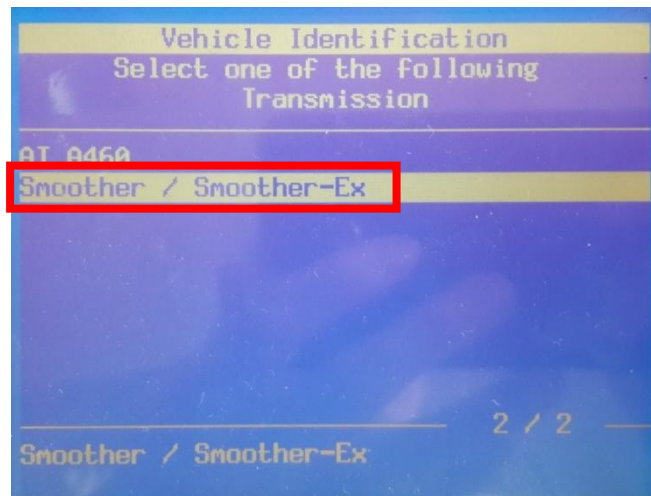 Vehicle Identification
Select one of the following
Transmission
AT A460
Smoother / Smoother-Ex
2 / 2
Smoother / Smoother-Ex